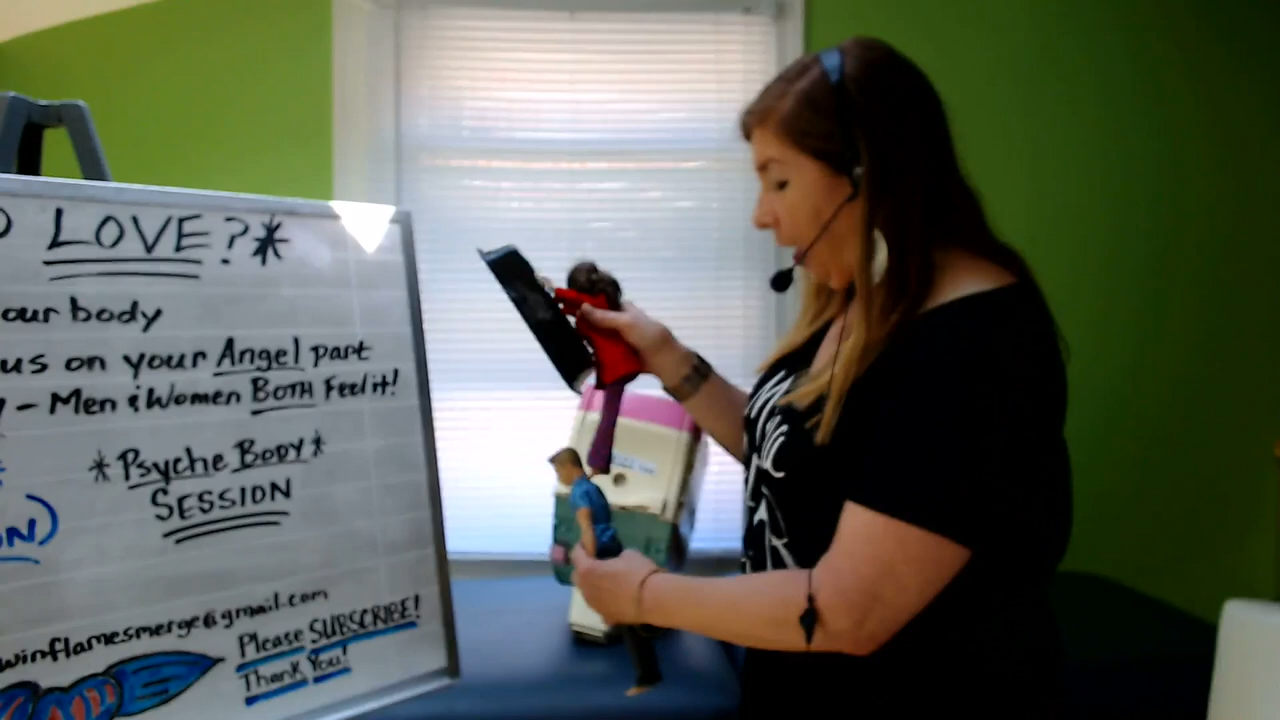 LOVE?*
our body
us on your Angel part
- Men & Women BOTH Feel it!
*Psyche Body*
SESSION
winflamesmerge@gmail.com
Please SUBSCRIBE!
Thank You!